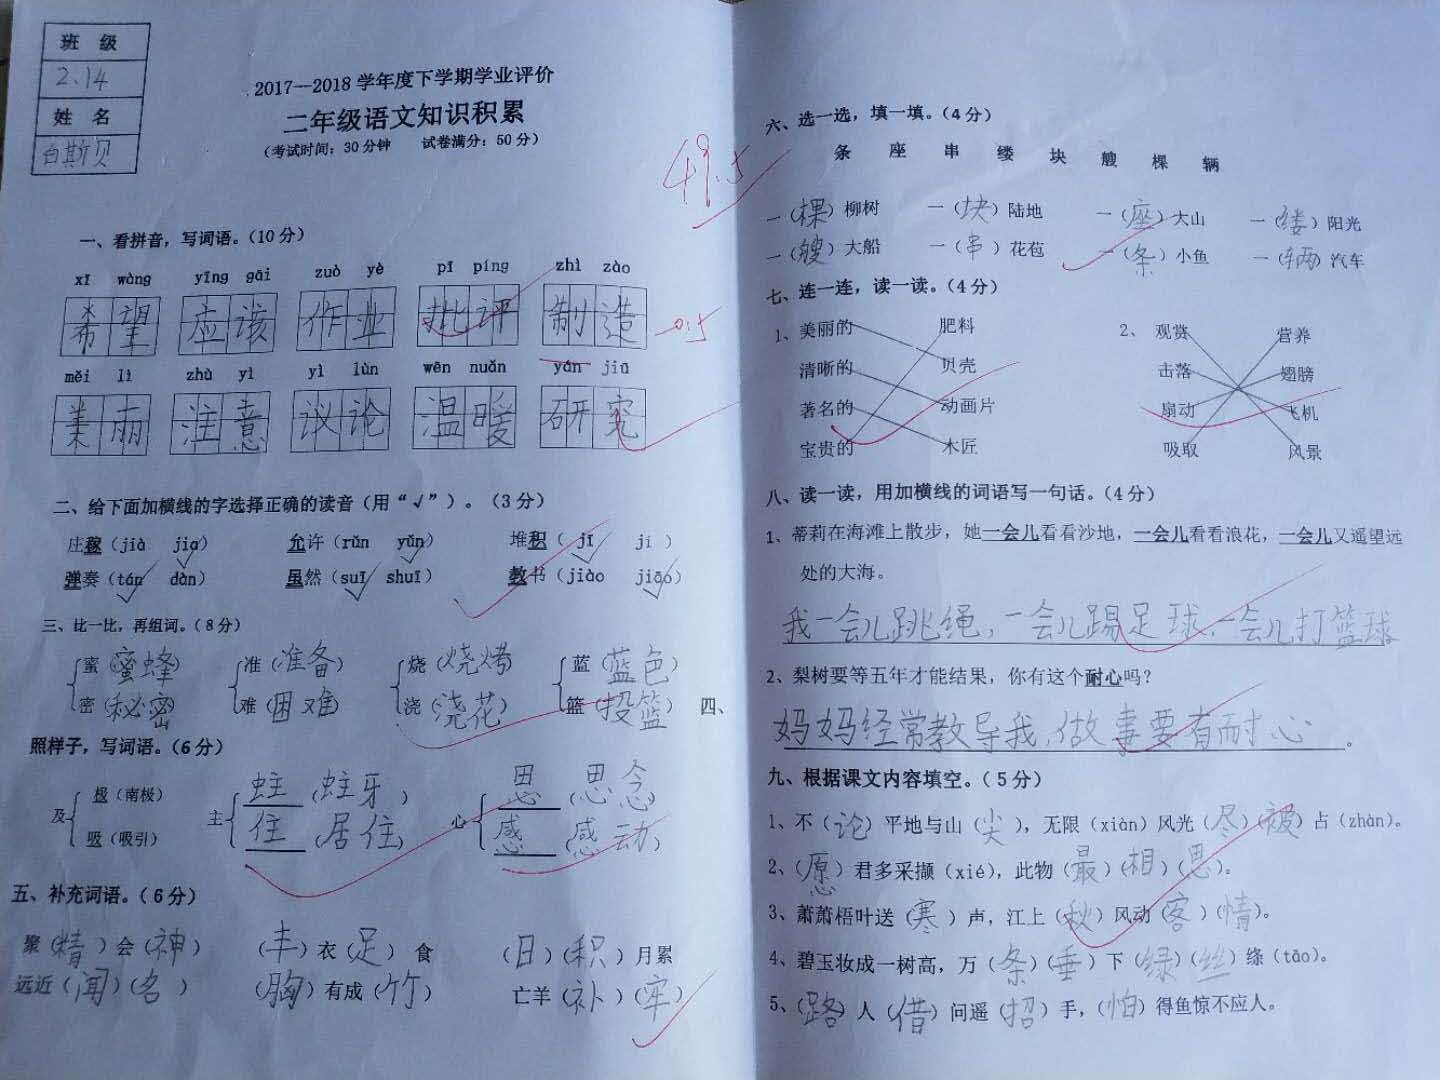 班 级
2.14
姓 名
白斯贝
2017--2018 学年度下学期学业评价
二年级语文知识积累
(考试时间:30分钟 试卷满分:50分)
49.5
一、看拼音,写词语。(10分)
xī wàng yīng gāi zuò yè pī píng zhì zào
希望 应该 作业 批评 制造
-0.5
měi lì zhù yì yì lùn wēn nuǎn yán jiū
美丽 注意 议论 温暖 研究
二、给下面加横线的字选择正确的读音(用“√”)。(3分)
庄稼(jià jia√) 允许(rǔn yǔn√) 堆积(jī√ jí)
弹奏(tán√ dàn) 虽然(suī√ shuī) 教书(jiào jiāo√)
三、比一比,再组词。(8分)
蜜(蜜蜂) 准(准备) 烧(烧烤) 蓝(蓝色)
密(秘密) 难(困难) 浇(浇花) 篮(投篮) 四、
照样子,写词语。(6分)
及 极(南极) 主 蛀(蛀牙) 心 思(思念)
吸(吸引) 住(居住) 感(感动)
五、补充词语。(6分)
聚(精)会(神) (丰)衣(足)食 (日)(积)月累
远近(闻)(名) (胸)有成(竹) 亡羊(补)(牢)
六、选一选,填一填。(4分)
条 座 串 缕 块 艘 棵 辆
一(棵)柳树 一(块)陆地 一(座)大山 一(缕)阳光
一(艘)大船 一(串)花苞 一(条)小鱼 一(辆)汽车
七、连一连,读一读。(4分)
1、美丽的 肥料 2、观赏 营养
清晰的 贝壳 击落 翅膀
著名的 动画片 扇动 飞机
宝贵的 木匠 吸取 风景
八、读一读,用加横线的词语写一句话。(4分)
1、蒂莉在海滩上散步,她一会儿看看沙地,一会儿看看浪花,一会儿又遥望远
处的大海。
我一会儿跳绳,一会儿踢足球,一会儿打篮球
2、梨树要等五年才能结果,你有这个耐心吗?
妈妈经常教导我,做事要有耐心。
九、根据课文内容填空。(5分)
1、不(论)平地与山(尖),无限(xiàn)风光(尽)(被)占(zhàn)。
2、(愿)君多采撷(xié),此物(最)(相)(思)。
3、萧萧梧叶送(寒)声,江上(秋)风动(客)(情)。
4、碧玉妆成一树高,万(条)(垂)下(绿)(丝)绦(tāo)。
5、(路)人(借)问遥(招)手,(怕)得鱼惊不应人。